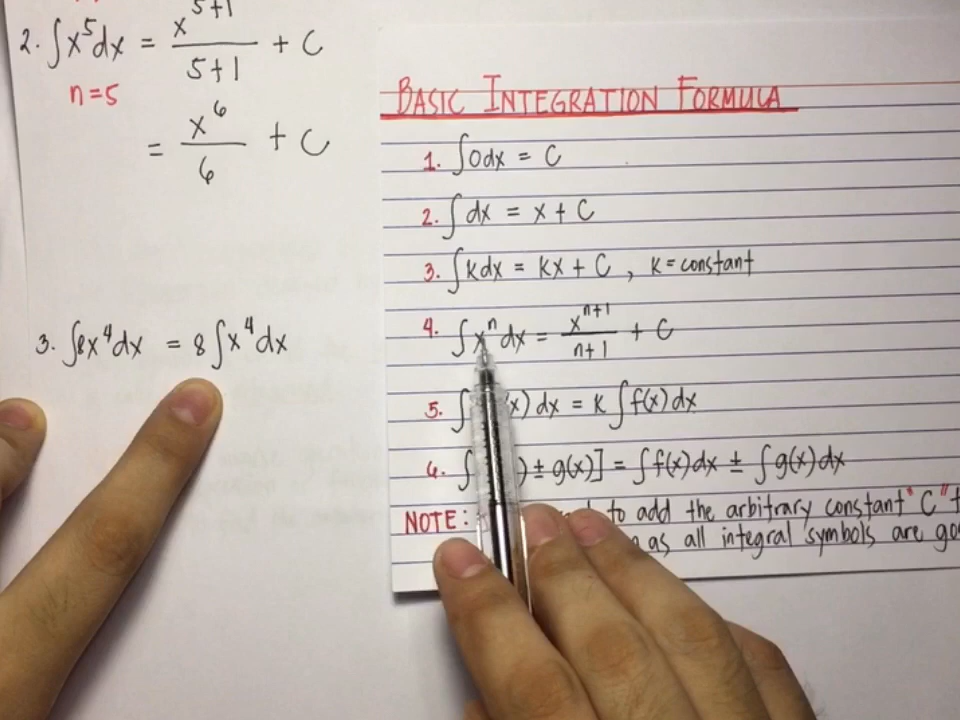 2. ∫x⁵dx = x⁵⁺¹/5+1 + C
n=5
= x⁶/6 + C
3. ∫8x⁴dx = 8∫x⁴dx
BASIC INTEGRATION FORMULA
1. ∫0dx = C
2. ∫dx = x + C
3. ∫kdx = kx + C , k = constant
4. ∫xⁿdx = xⁿ⁺¹/n+1 + C
5. ∫ (x) dx = k∫f(x)dx
6. ∫ ) ± g(x)] = ∫f(x)dx ± ∫g(x)dx
NOTE: to add the arbitrary constant "C"
as all integral symbols are